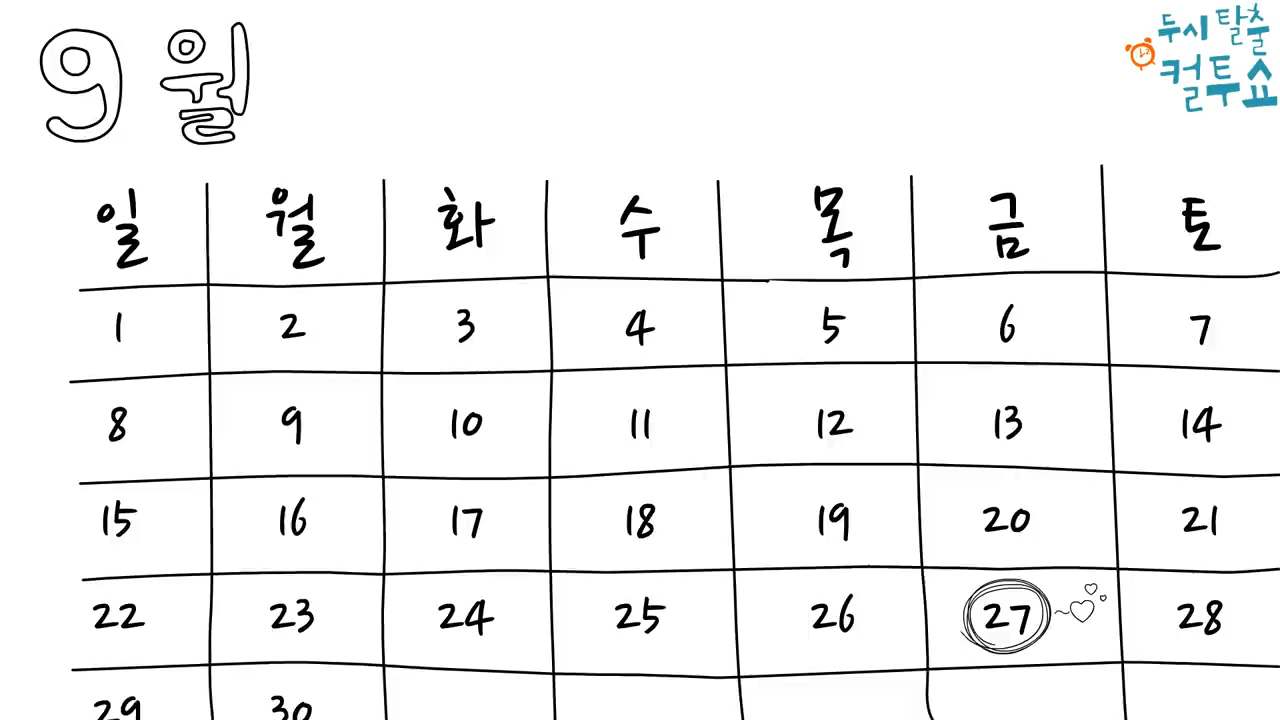 9월
두시탈출
컬투쇼
일 월 화 수 목 금 토
1 2 3 4 5 6 7
8 9 10 11 12 13 14
15 16 17 18 19 20 21
22 23 24 25 26 27 28
29 30